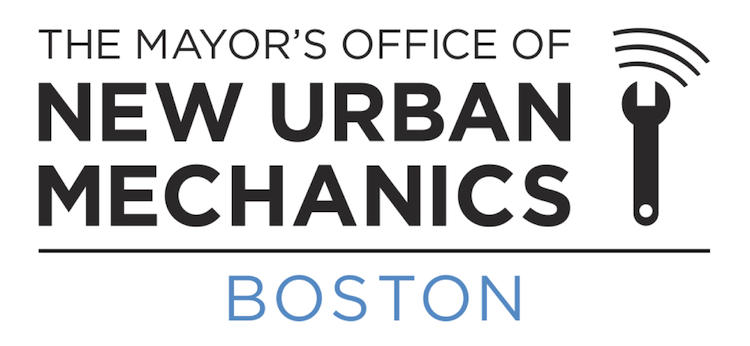 THE MAYOR’S OFFICE OF
NEW URBAN
MECHANICS
BOSTON